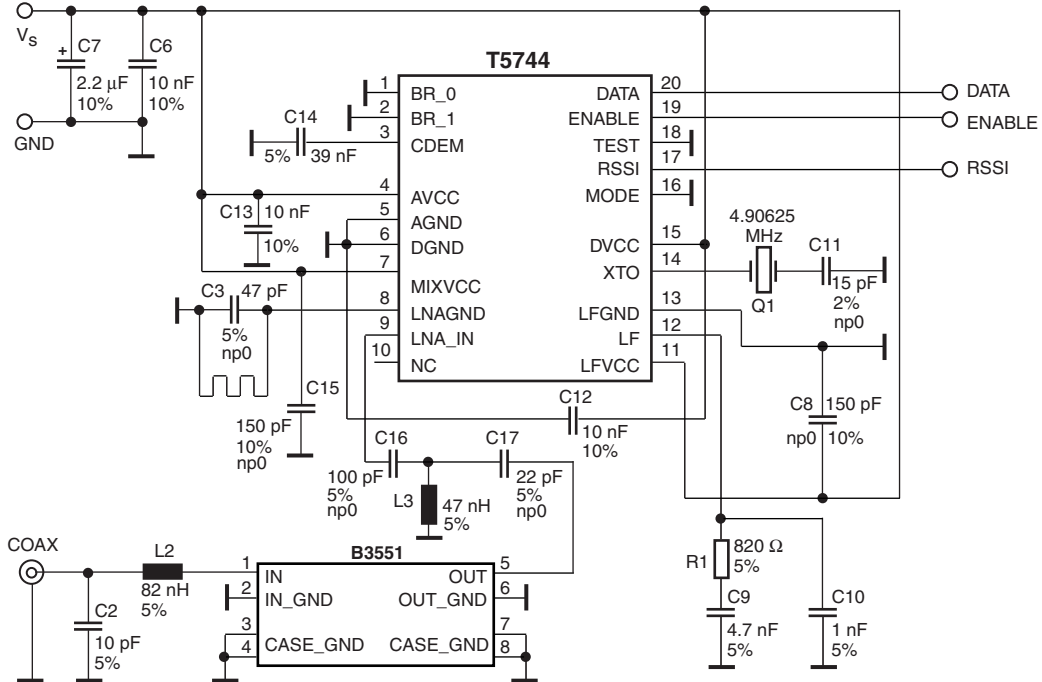 V_S
C7
+
2.2 μF
10%
C6
10 nF
10%
GND
T5744
1 BR_0
2 BR_1
3 CDEM
4 AVCC
5 AGND
6 DGND
7 MIXVCC
8 LNAGND
9 LNA_IN
10 NC
DATA 20
ENABLE 19
TEST 18
RSSI 17
MODE 16
DVCC 15
XTO 14
LFGND 13
LF 12
LFVCC 11
DATA
ENABLE
RSSI
C14
5% 39 nF
C13 10 nF
10%
C3 47 pF
5%
np0
C15
150 pF
10%
np0
4.90625
MHz
Q1
C11
15 pF
2%
np0
C12
10 nF
10%
C8 150 pF
np0 10%
C16
100 pF
5%
np0
C17
22 pF
5%
np0
L3
47 nH
5%
COAX
C2
10 pF
5%
L2
82 nH
5%
B3551
1 IN
2 IN_GND
3
4 CASE_GND
OUT 5
OUT_GND 6
7
CASE_GND 8
R1
820 Ω
5%
C9
4.7 nF
5%
C10
1 nF
5%